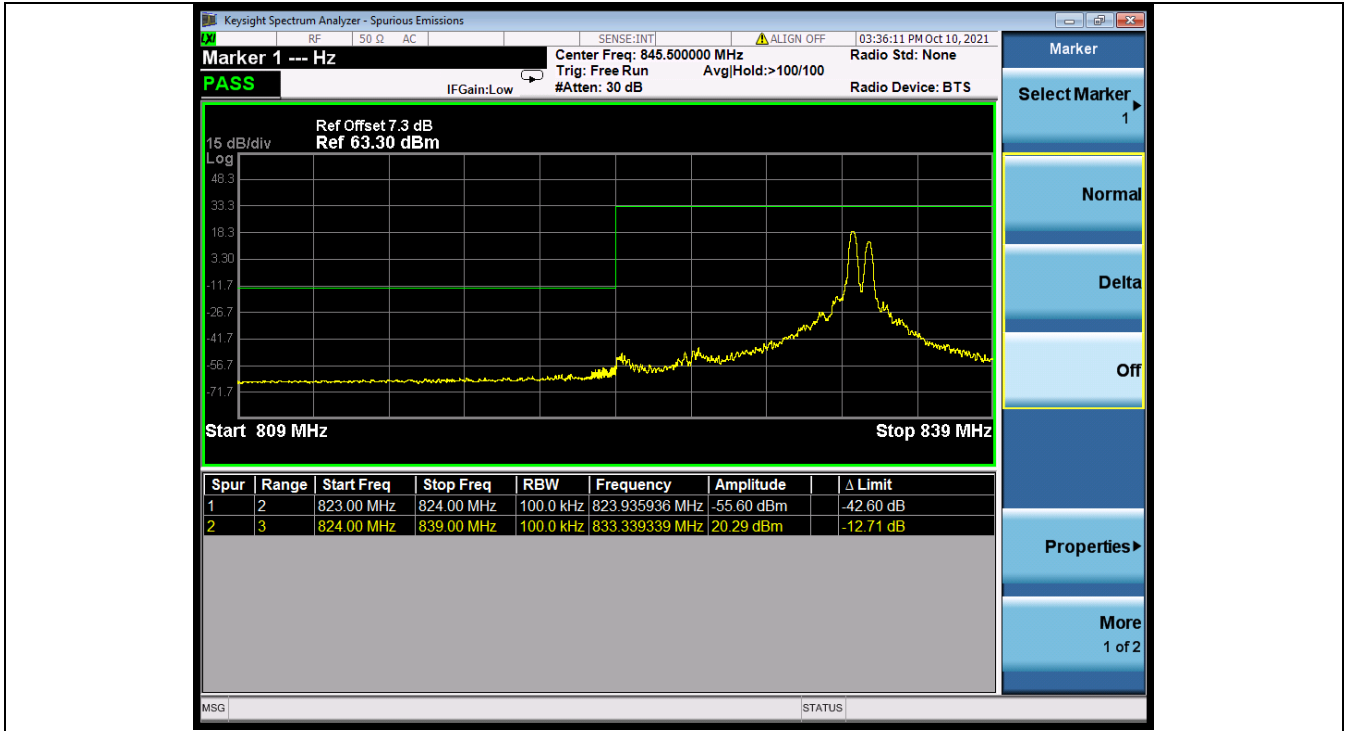 Keysight Spectrum Analyzer - Spurious Emissions
LXI RF 50 Ω AC SENSE:INT ALIGN OFF 03:36:11 PM Oct 10, 2021
Marker 1 --- Hz
Center Freq: 845.500000 MHz Radio Std: None
Trig: Free Run Avg|Hold:>100/100
PASS IFGain:Low #Atten: 30 dB Radio Device: BTS
Ref Offset 7.3 dB
15 dB/div Ref 63.30 dBm
Log
48.3
33.3
18.3
3.30
-11.7
-26.7
-41.7
-56.7
-71.7
Start 809 MHz Stop 839 MHz
Spur Range Start Freq Stop Freq RBW Frequency Amplitude Δ Limit
1 2 823.00 MHz 824.00 MHz 100.0 kHz 823.935936 MHz -55.60 dBm -42.60 dB
2 3 824.00 MHz 839.00 MHz 100.0 kHz 833.339339 MHz 20.29 dBm -12.71 dB
MSG STATUS
Marker
Select Marker
1
Normal
Delta
Off
Properties
More
1 of 2